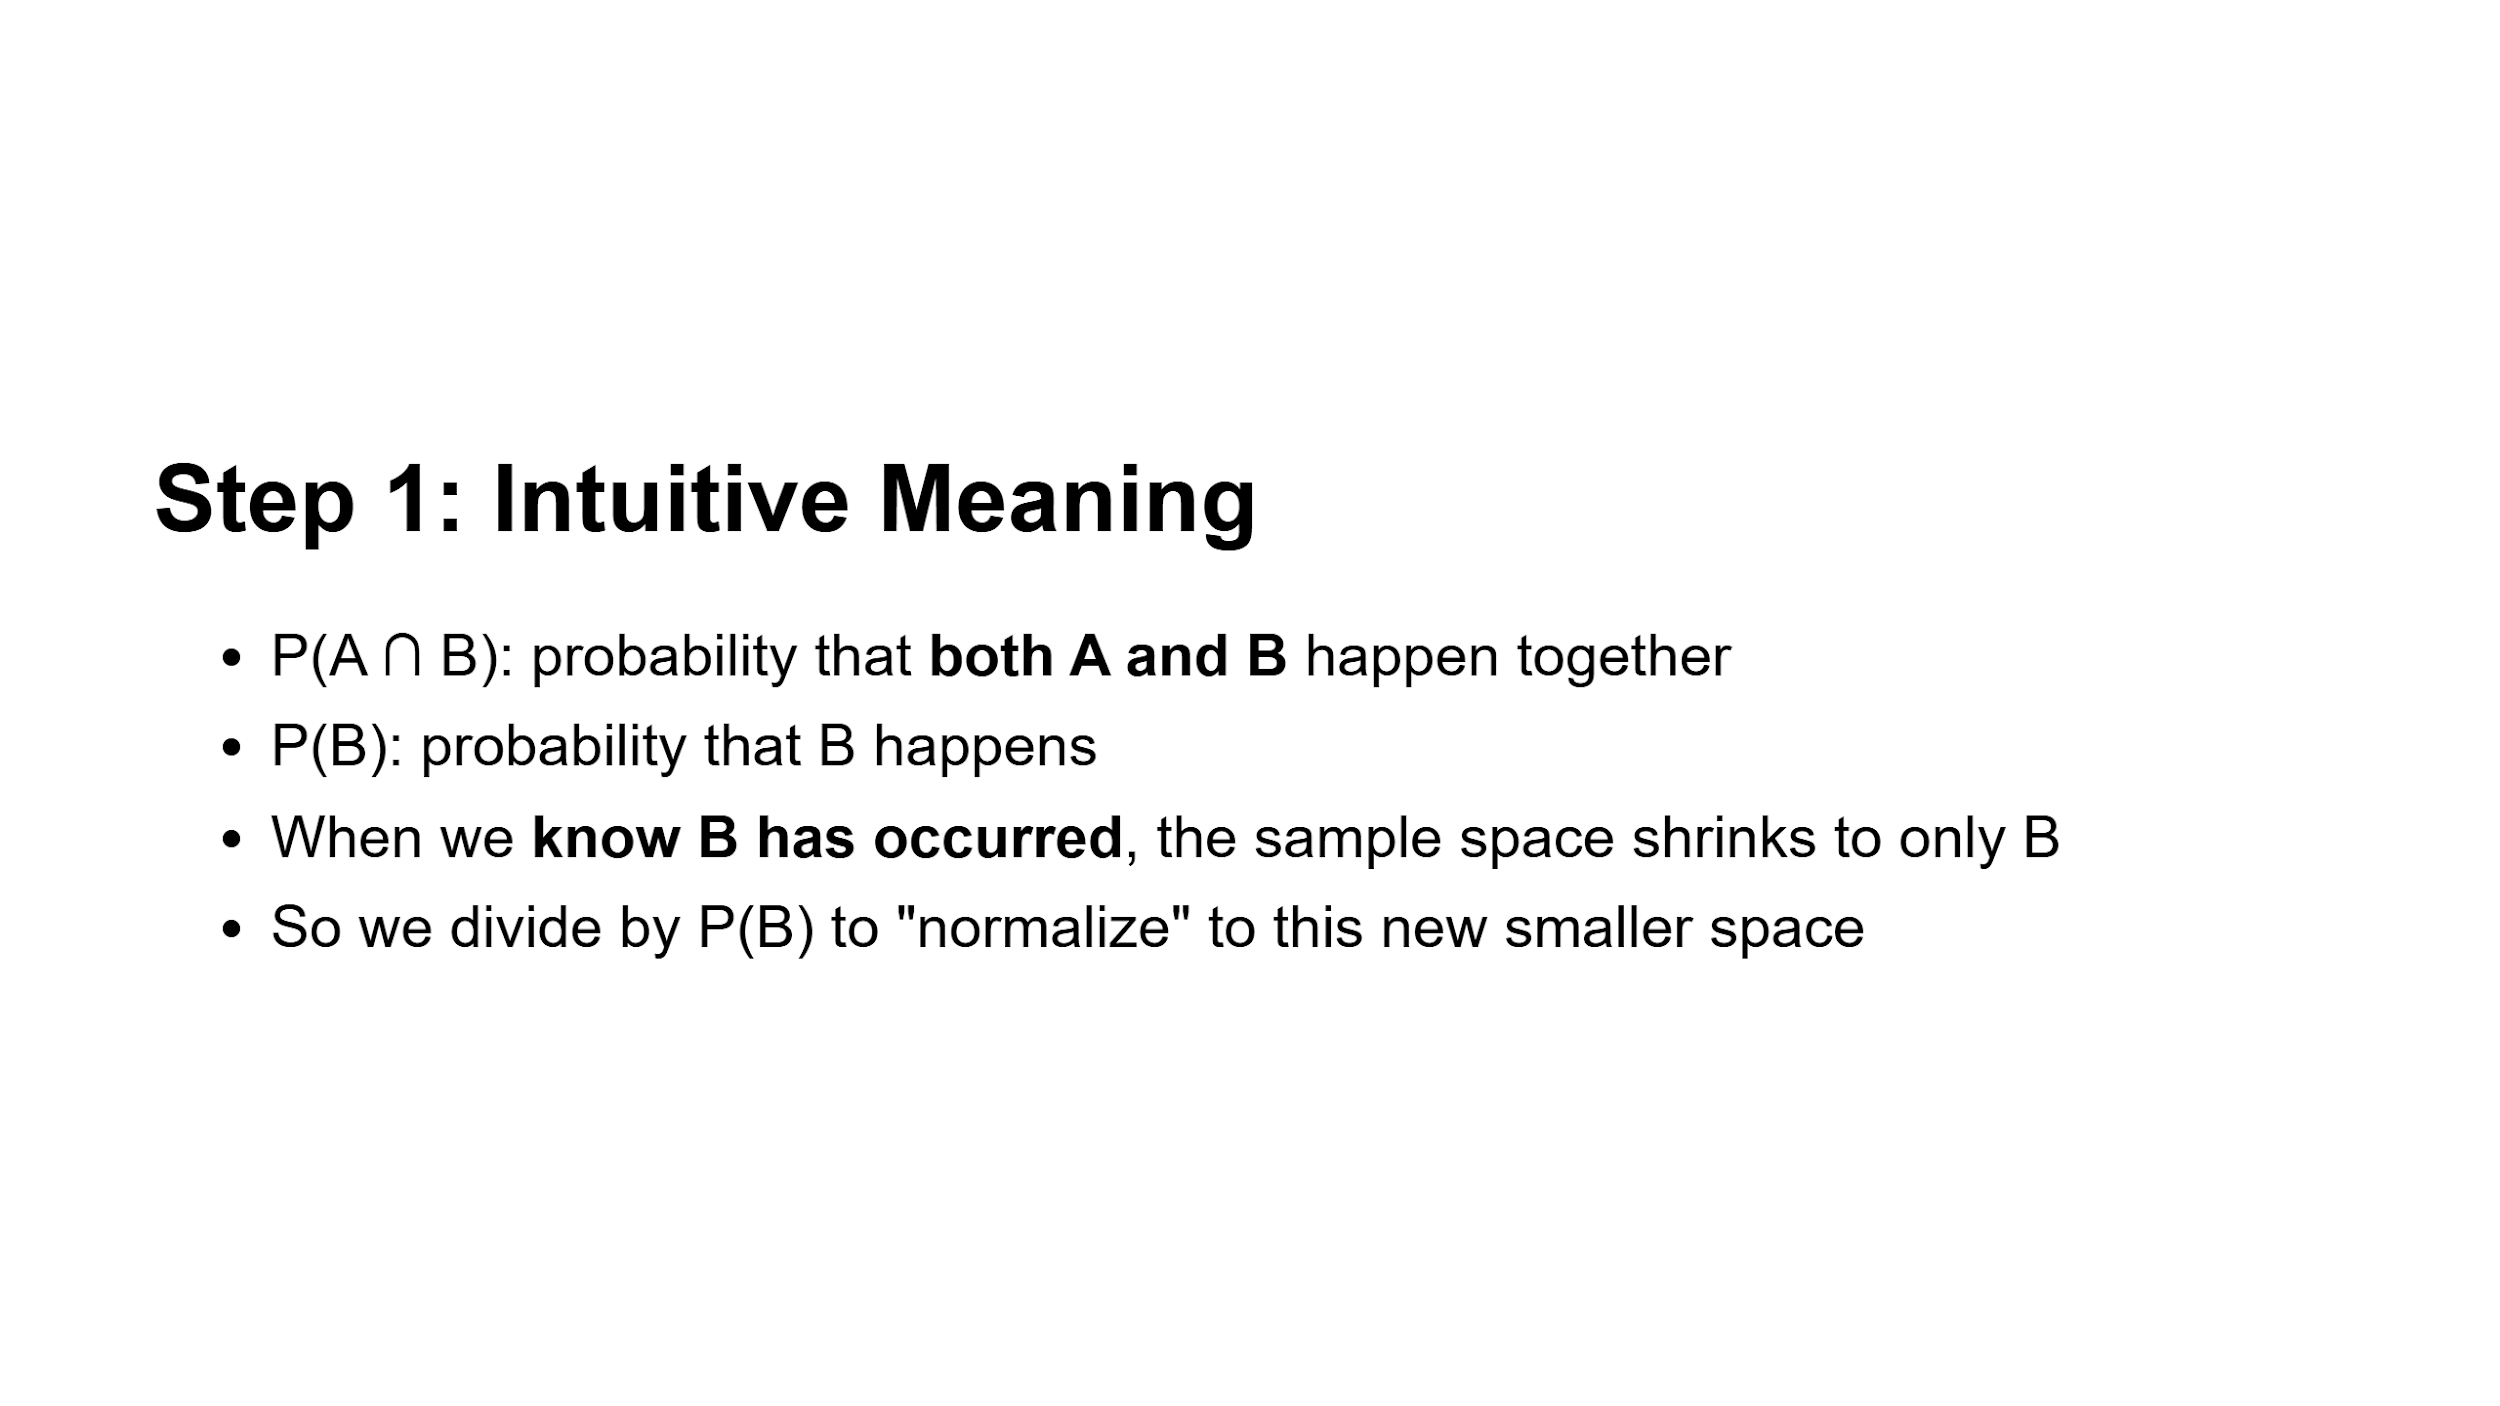 Step 1: Intuitive Meaning
• P(A ∩ B): probability that both A and B happen together
• P(B): probability that B happens
• When we know B has occurred, the sample space shrinks to only B
• So we divide by P(B) to "normalize" to this new smaller space